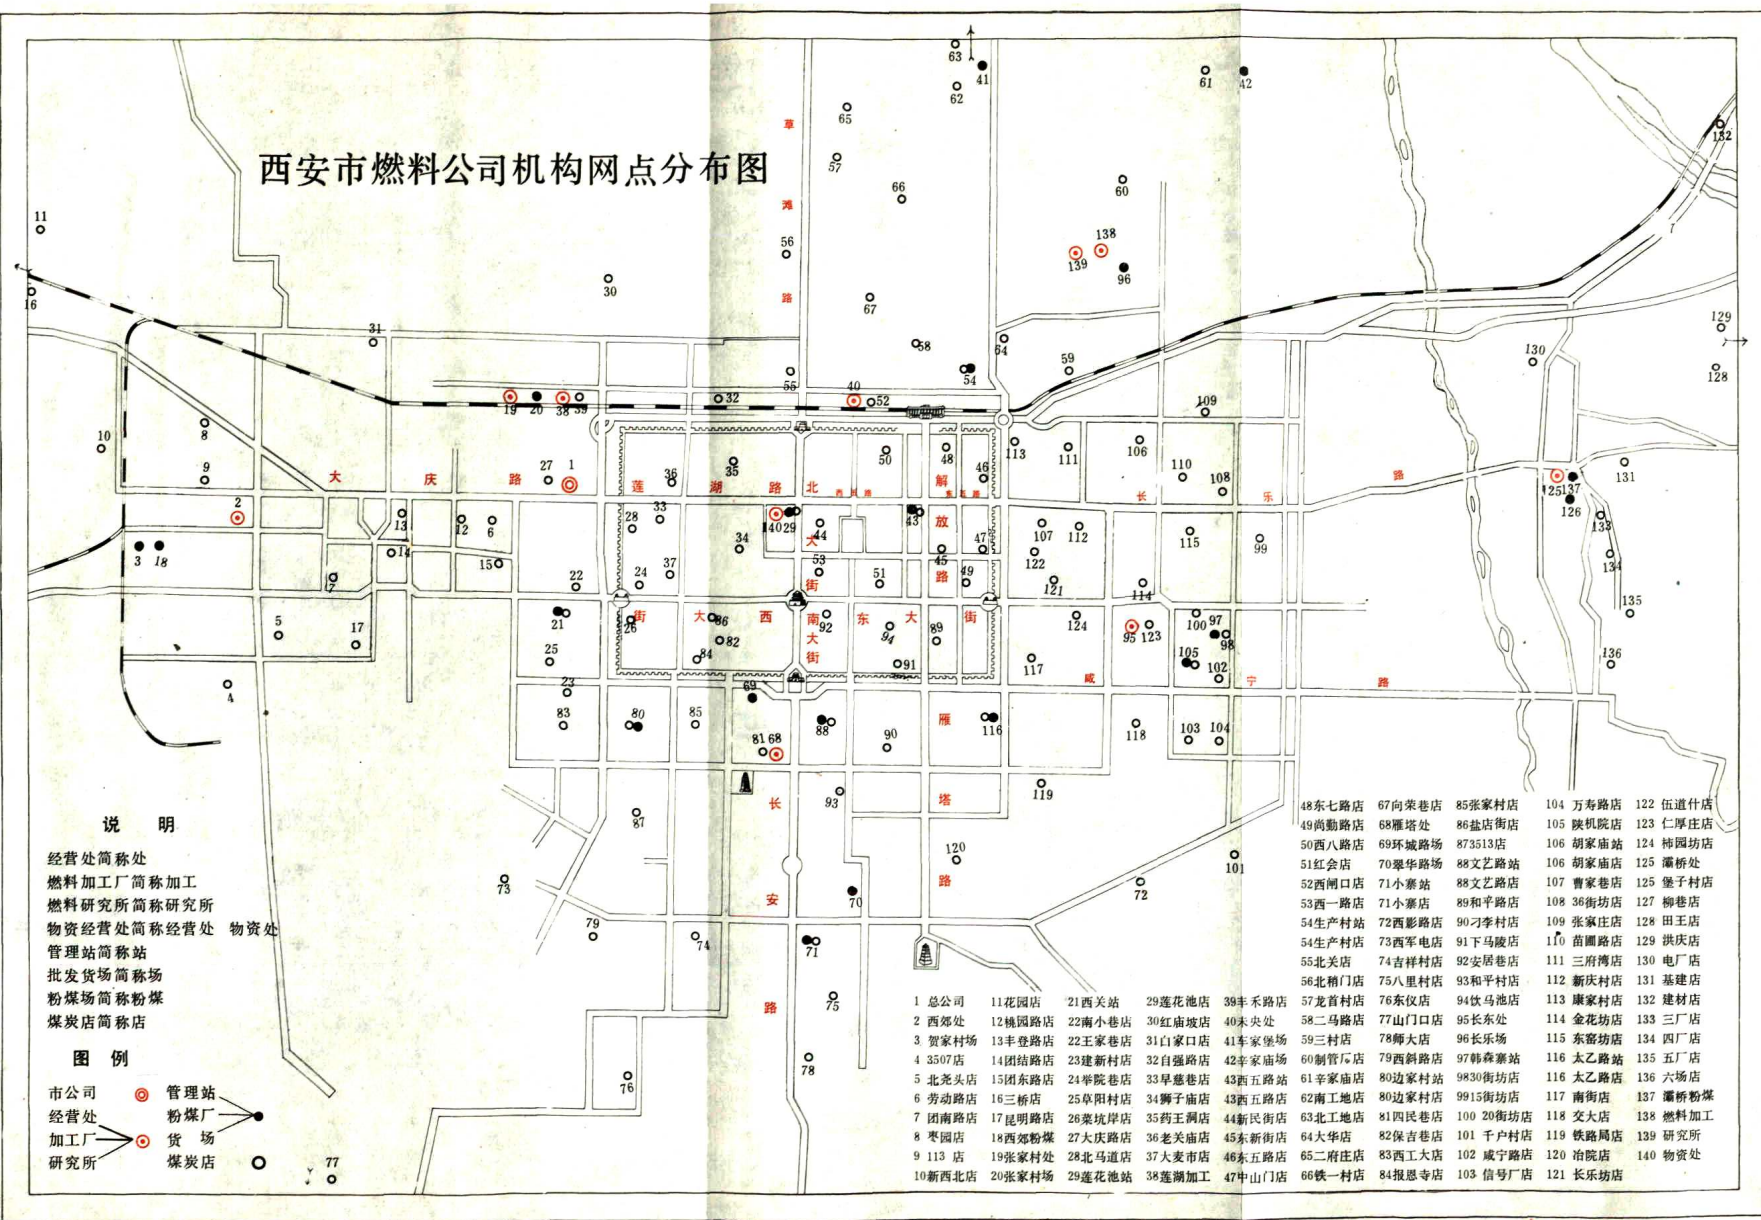 西安市燃料公司机构网点分布图
草
滩
路
大 庆 路
莲 湖 路
北
大
街
西五路
东五路
解
放
路
长 乐 路
街 大 西
南
大
街
东 大 街
咸 宁 路
雁
塔
路
长
安
路
说 明
经营处简称处
燃料加工厂简称加工
燃料研究所简称研究所
物资经营处简称经营处 物资处
管理站简称站
批发货场简称场
粉煤场简称粉煤
煤炭店简称店
图 例
市公司
经营处
加工厂
研究所
管理站
粉煤厂
货 场
煤炭店
1 总公司
2 西郊处
3 贺家村场
4 3507店
5 北尧头店
6 劳动路店
7 团南路店
8 枣园店
9 113 店
10新西北店
11花园店
12桃园路店
13丰登路店
14团结路店
15团东路店
16三桥店
17昆明路店
18西郊粉煤
19张家村处
20张家村场
21西关站
22南小巷店
22王家巷店
23建新村店
24举院巷店
25草阳村店
26菜坑岸店
27大庆路店
28北马道店
29莲花池站
29莲花池店
30红庙坡店
31白家口店
32自强路店
33早慈巷店
34狮子庙店
35药王洞店
36老关庙店
37大麦市店
38莲湖加工
39丰禾路店
40未央处
41车家堡场
42辛家庙场
43西五路站
43西五路店
44新民街店
45东新街店
46东五路店
47中山门店
48东七路店
49尚勤路店
50西八路店
51红会店
52西闸口店
53西一路店
54生产村站
54生产村店
55北关店
56北稍门店
57龙首村店
58二马路店
59三村店
60制管厂店
61辛家庙店
62南工地店
63北工地店
64大华店
65二府庄店
66铁一村店
67向荣巷店
68雁塔处
69环城路场
70翠华路场
71小寨站
71小寨店
72西影路店
73西军电店
74吉祥村店
75八里村店
76东仪店
77山门口店
78师大店
79西斜路店
80边家村站
80边家村店
81四民巷店
82保吉巷店
83西工大店
84报恩寺店
85张家村店
86盐店街店
873513店
88文艺路站
88文艺路店
89和平路店
90刁李村店
91下马陵店
92安居巷店
93和平村店
94饮马池店
95长东处
96长乐场
97韩森寨站
9830街坊店
9915街坊店
100 20街坊店
101 千户村店
102 咸宁路店
103 信号厂店
104 万寿路店
105 陕机院店
106 胡家庙站
106 胡家庙店
107 曹家巷店
108 36街坊店
109 张家庄店
110 苗圃路店
111 三府湾店
112 新庆村店
113 康家村店
114 金花坊店
115 东窑坊店
116 太乙路站
116 太乙路店
117 南街店
118 交大店
119 铁路局店
120 冶院店
121 长乐坊店
122 伍道什店
123 仁厚庄店
124 柿园坊店
125 灞桥处
125 堡子村店
127 柳巷店
128 田王店
129 洪庆店
130 电厂店
131 基建店
132 建材店
133 三厂店
134 四厂店
135 五厂店
136 六场店
137 灞桥粉煤
138 燃料加工
139 研究所
140 物资处